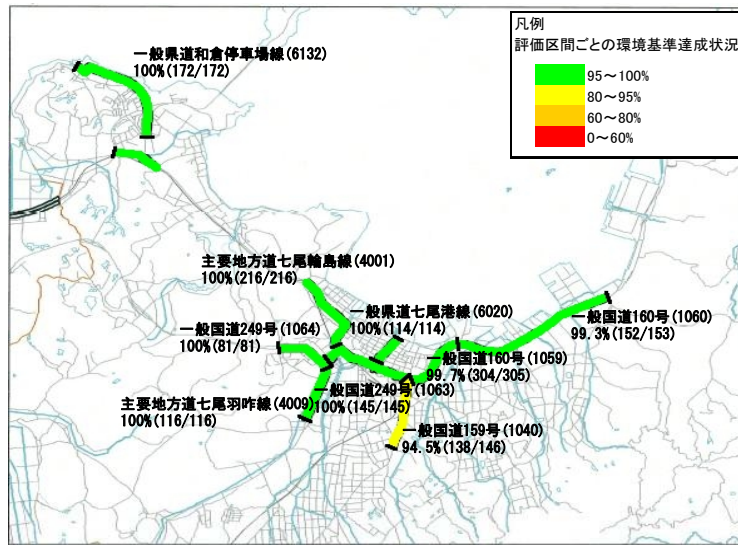 凡例
評価区間ごとの環境基準達成状況
95～100%
80～95%
60～80%
0～60%
一般県道和倉停車場線(6132)
100%(172/172)
主要地方道七尾輪島線(4001)
100%(216/216)
一般県道七尾港線(6020)
100%(114/114)
一般国道160号(1060)
99.3%(152/153)
一般国道249号(1064)
100%(81/81)
一般国道160号(1059)
99.7%(304/305)
一般国道249号(1063)
100%(145/145)
主要地方道七尾羽咋線(4009)
100%(116/116)
一般国道159号(1040)
94.5%(138/146)